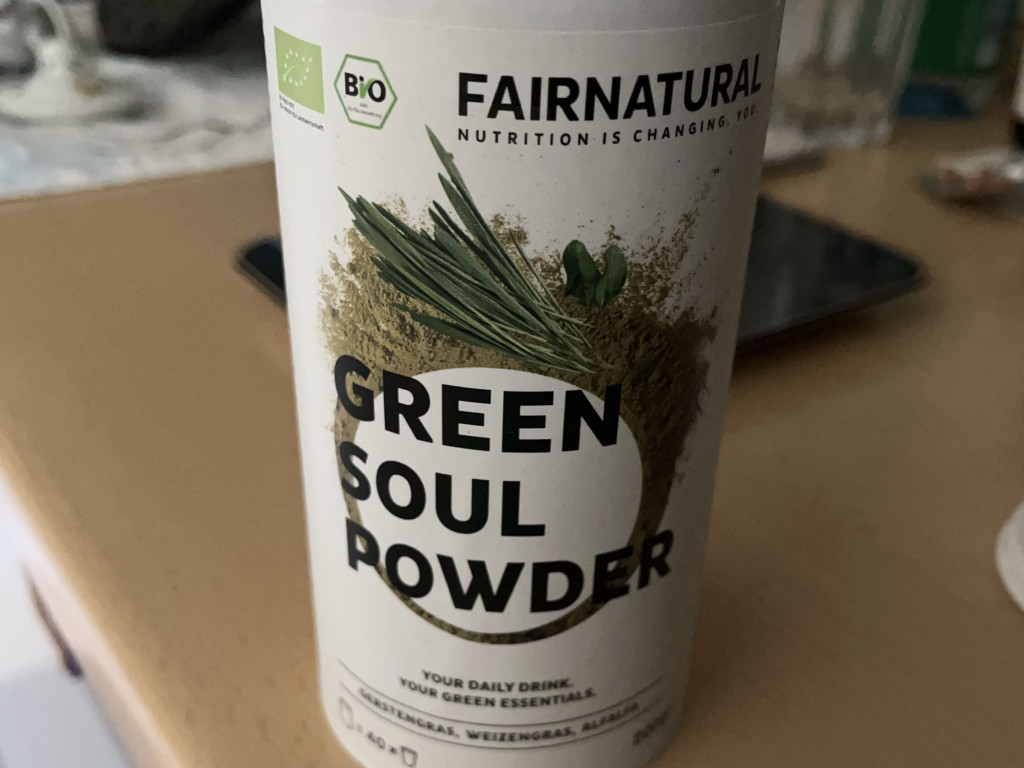 BiO
FAIRNATURAL
NUTRITION IS CHANGING. YOU.
GREEN
SOUL
POWDER
YOUR DAILY DRINK.
YOUR GREEN ESSENTIALS.
GERSTENGRAS, WEIZENGRAS, ALFALFA
= 40 x